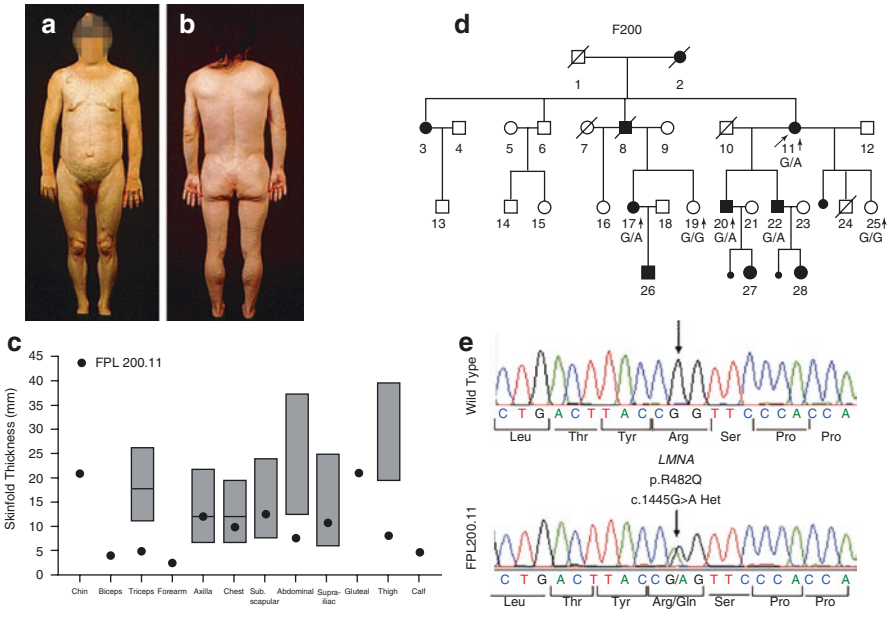 a
b
c
45
40
35
30
25
20
15
10
5
0
Skinfold Thickness (mm)
FPL 200.11
Chin Biceps Triceps Forearm Axilla Chest Sub. scapular Abdominal Supra-iliac Gluteal Thigh Calf
d
F200
1 2
3 4 5 6 7 8 9 10 11 12
G/A
13 14 15 16 17 18 19 20 21 22 23 24 25
G/A G/G G/A G/A G/G
26 27 28
e
Wild Type
C T G A C T T A C C G G T T C C C A C C A
Leu Thr Tyr Arg Ser Pro Pro
LMNA
p.R482Q
c.1445G>A Het
FPL200.11
C T G A C T T A C C G/A G T T C C C A C C A
Leu Thr Tyr Arg/Gln Ser Pro Pro